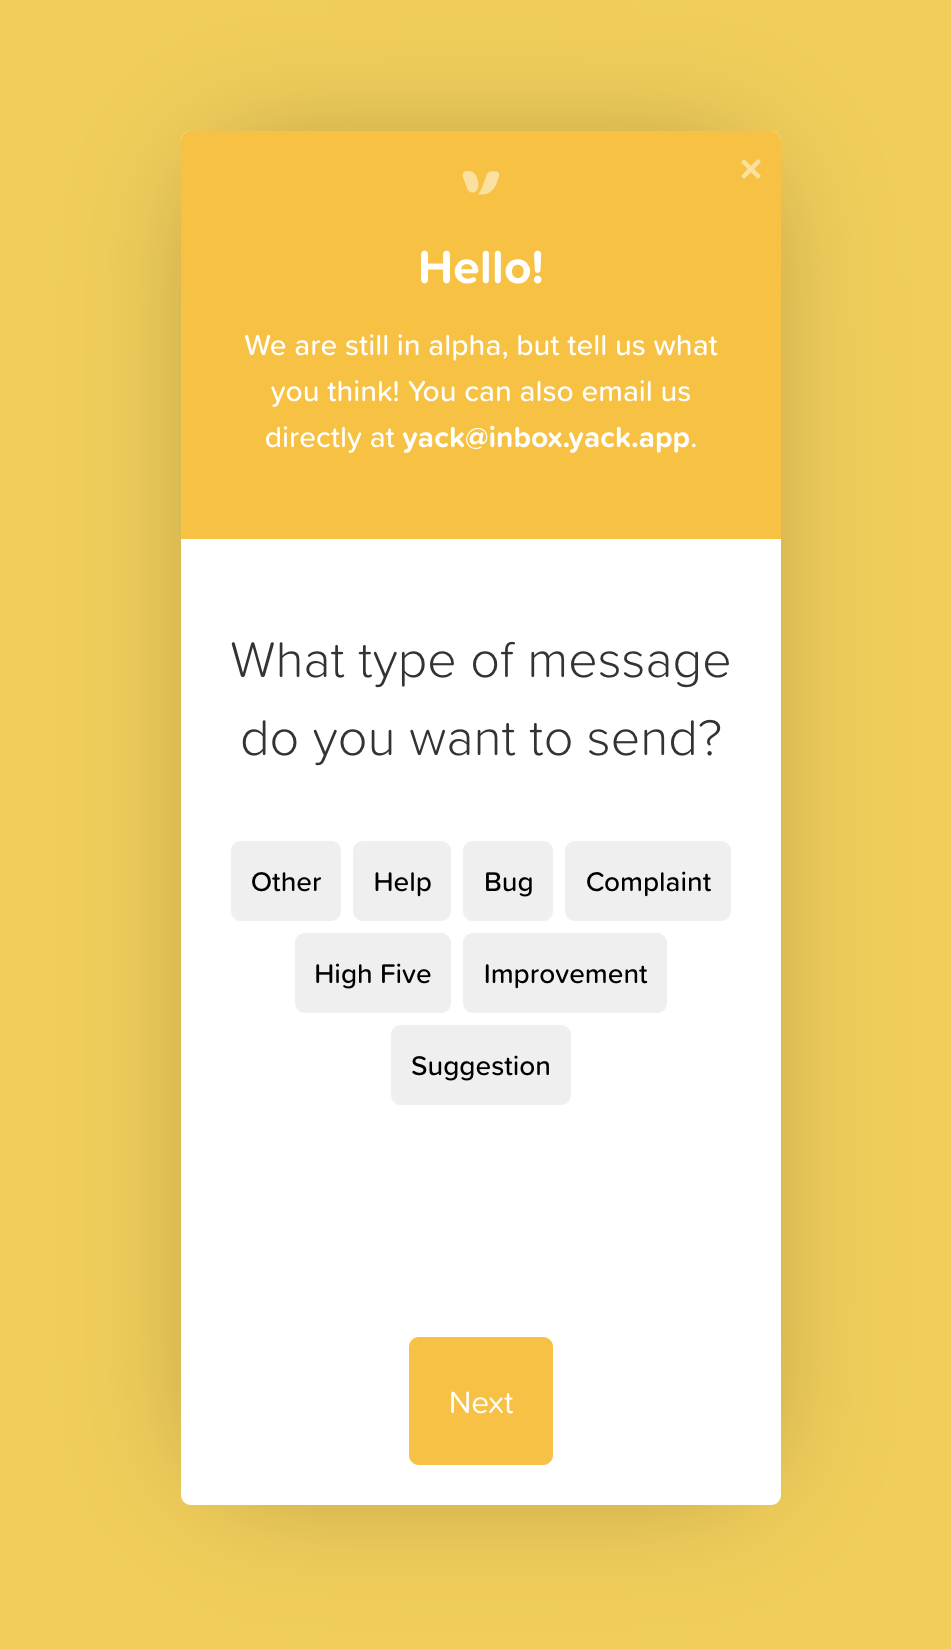 Hello!
We are still in alpha, but tell us what
you think! You can also email us
directly at yack@inbox.yack.app.
What type of message
do you want to send?
Other Help Bug Complaint
High Five Improvement
Suggestion
Next